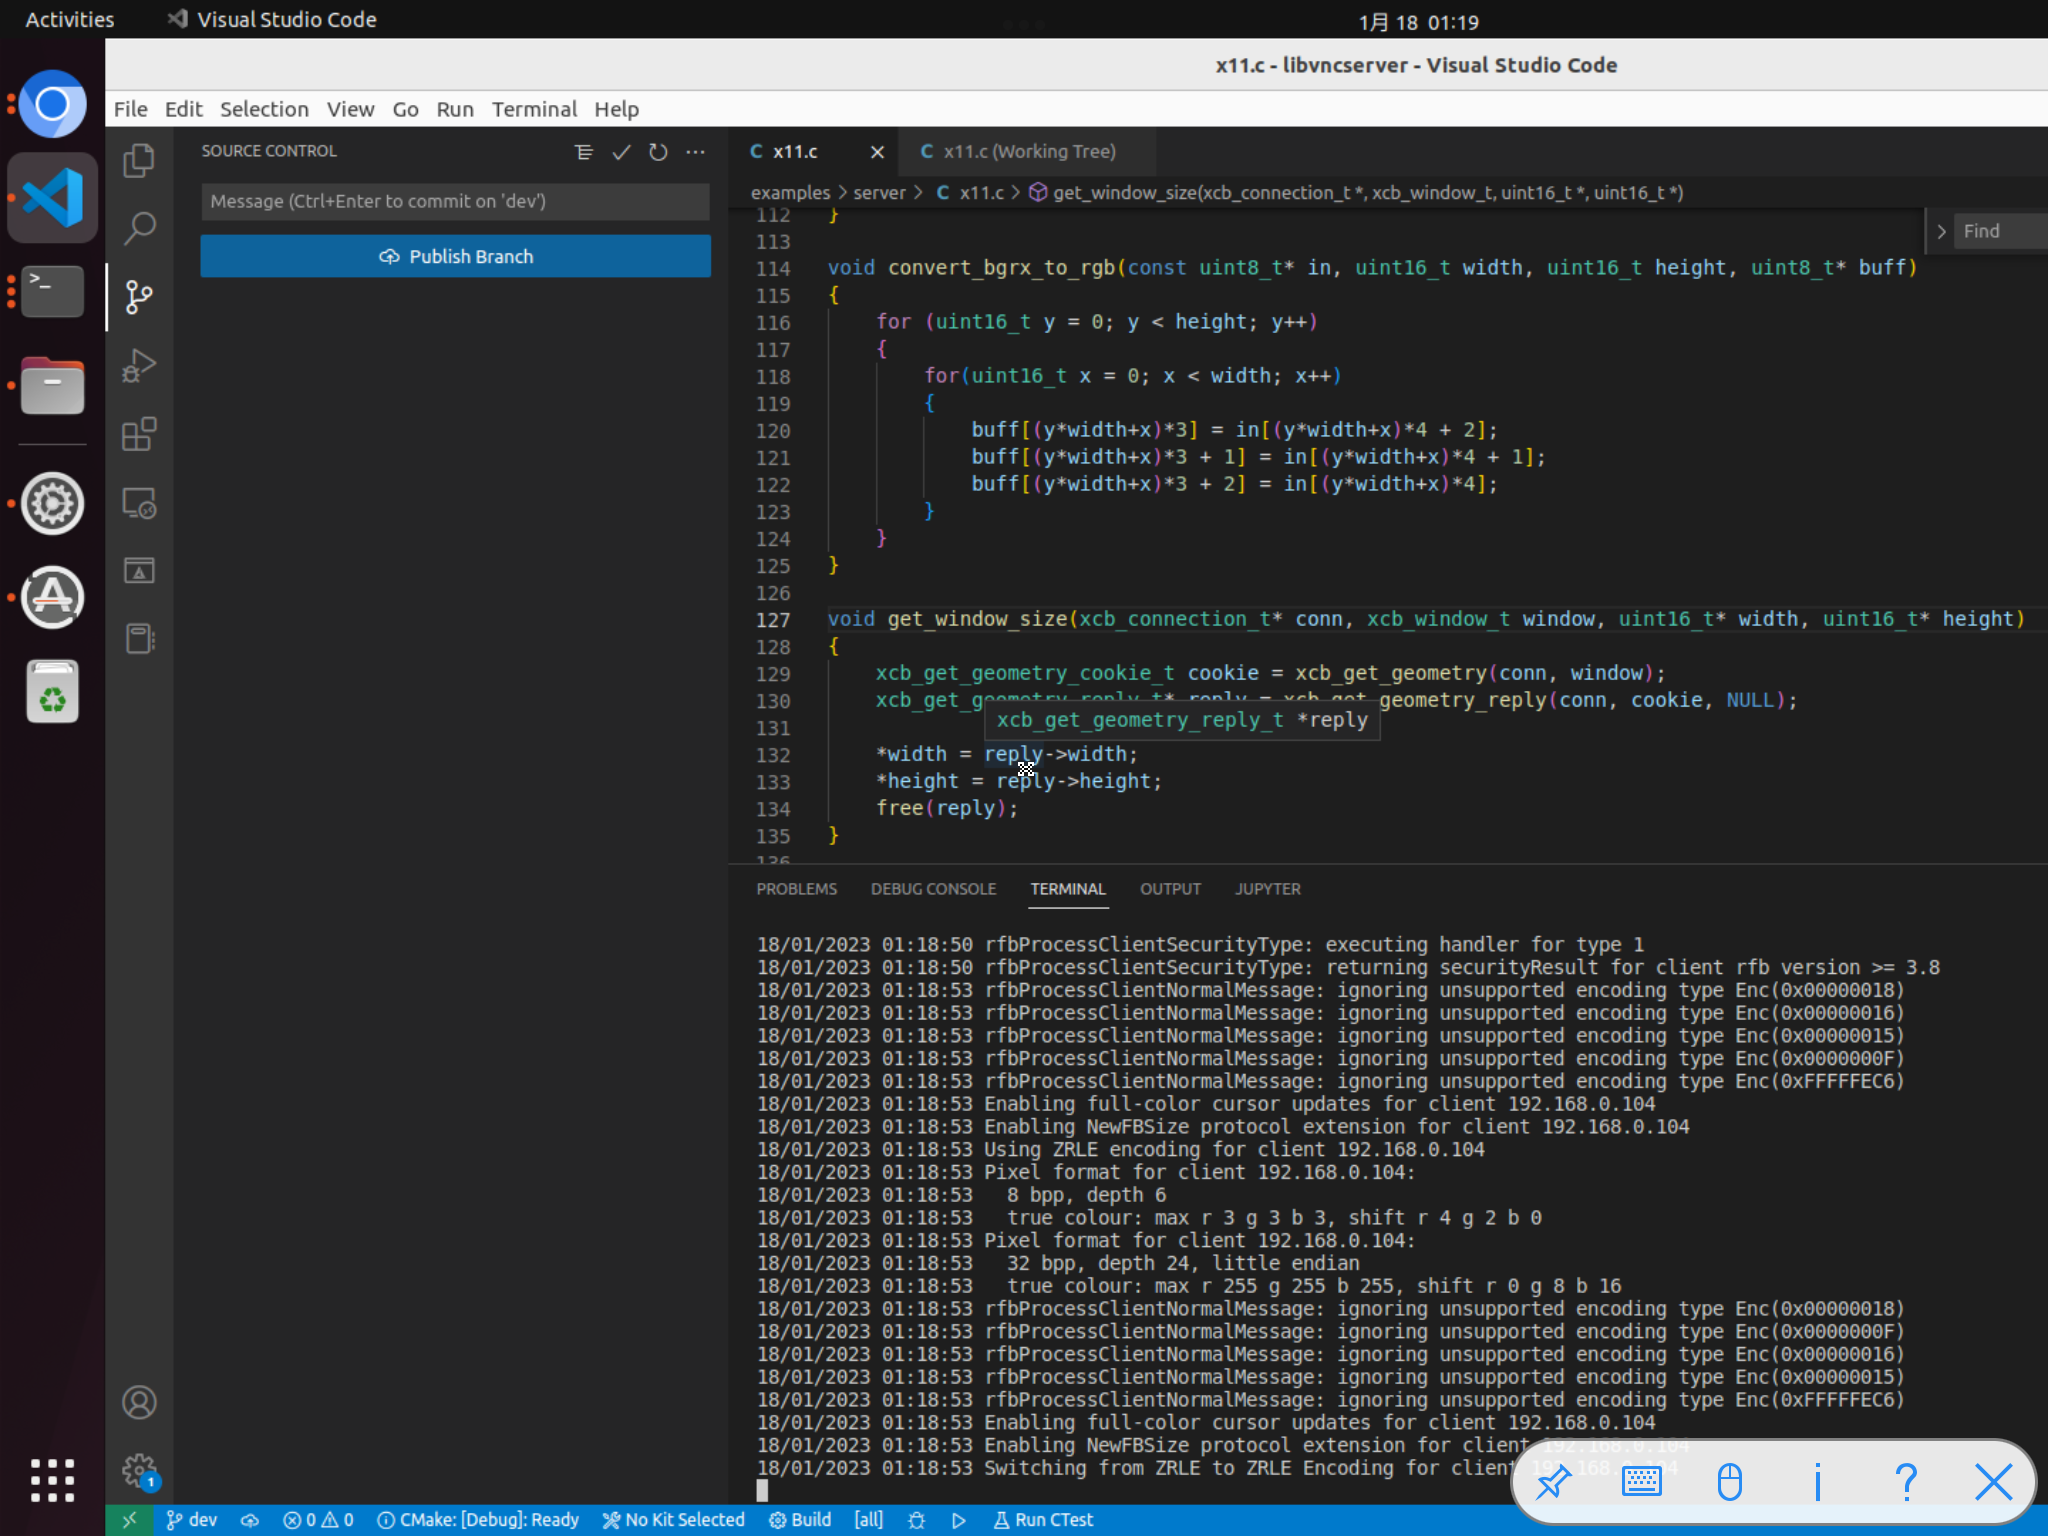 Activities
Visual Studio Code
1月 18 01:19
x11.c - libvncserver - Visual Studio Code
File Edit Selection View Go Run Terminal Help
SOURCE CONTROL
Message (Ctrl+Enter to commit on 'dev')
Publish Branch
C x11.c
C x11.c (Working Tree)
examples > server > C x11.c > get_window_size(xcb_connection_t *, xcb_window_t, uint16_t *, uint16_t *)
Find
112 }
113
114 void convert_bgrx_to_rgb(const uint8_t* in, uint16_t width, uint16_t height, uint8_t* buff)
115 {
116 for (uint16_t y = 0; y < height; y++)
117 {
118 for(uint16_t x = 0; x < width; x++)
119 {
120 buff[(y*width+x)*3] = in[(y*width+x)*4 + 2];
121 buff[(y*width+x)*3 + 1] = in[(y*width+x)*4 + 1];
122 buff[(y*width+x)*3 + 2] = in[(y*width+x)*4];
123 }
124 }
125 }
126
127 void get_window_size(xcb_connection_t* conn, xcb_window_t window, uint16_t* width, uint16_t* height)
128 {
129 xcb_get_geometry_cookie_t cookie = xcb_get_geometry(conn, window);
130 xcb_get_geometry_reply_t* reply = xcb_get_geometry_reply(conn, cookie, NULL);
xcb_get_geometry_reply_t *reply
131
132 *width = reply->width;
133 *height = reply->height;
134 free(reply);
135 }
136
PROBLEMS DEBUG CONSOLE TERMINAL OUTPUT JUPYTER
18/01/2023 01:18:50 rfbProcessClientSecurityType: executing handler for type 1
18/01/2023 01:18:50 rfbProcessClientSecurityType: returning securityResult for client rfb version >= 3.8
18/01/2023 01:18:53 rfbProcessClientNormalMessage: ignoring unsupported encoding type Enc(0x00000018)
18/01/2023 01:18:53 rfbProcessClientNormalMessage: ignoring unsupported encoding type Enc(0x00000016)
18/01/2023 01:18:53 rfbProcessClientNormalMessage: ignoring unsupported encoding type Enc(0x00000015)
18/01/2023 01:18:53 rfbProcessClientNormalMessage: ignoring unsupported encoding type Enc(0x0000000F)
18/01/2023 01:18:53 rfbProcessClientNormalMessage: ignoring unsupported encoding type Enc(0xFFFFFEC6)
18/01/2023 01:18:53 Enabling full-color cursor updates for client 192.168.0.104
18/01/2023 01:18:53 Enabling NewFBSize protocol extension for client 192.168.0.104
18/01/2023 01:18:53 Using ZRLE encoding for client 192.168.0.104
18/01/2023 01:18:53 Pixel format for client 192.168.0.104:
18/01/2023 01:18:53 8 bpp, depth 6
18/01/2023 01:18:53 true colour: max r 3 g 3 b 3, shift r 4 g 2 b 0
18/01/2023 01:18:53 Pixel format for client 192.168.0.104:
18/01/2023 01:18:53 32 bpp, depth 24, little endian
18/01/2023 01:18:53 true colour: max r 255 g 255 b 255, shift r 0 g 8 b 16
18/01/2023 01:18:53 rfbProcessClientNormalMessage: ignoring unsupported encoding type Enc(0x00000018)
18/01/2023 01:18:53 rfbProcessClientNormalMessage: ignoring unsupported encoding type Enc(0x0000000F)
18/01/2023 01:18:53 rfbProcessClientNormalMessage: ignoring unsupported encoding type Enc(0x00000016)
18/01/2023 01:18:53 rfbProcessClientNormalMessage: ignoring unsupported encoding type Enc(0x00000015)
18/01/2023 01:18:53 rfbProcessClientNormalMessage: ignoring unsupported encoding type Enc(0xFFFFFEC6)
18/01/2023 01:18:53 Enabling full-color cursor updates for client 192.168.0.104
18/01/2023 01:18:53 Enabling NewFBSize protocol extension for client 192.168.0.104
18/01/2023 01:18:53 Switching from ZRLE to ZRLE Encoding for client 192.168.0.104
1
dev 0 0 CMake: [Debug]: Ready No Kit Selected Build [all] Run CTest